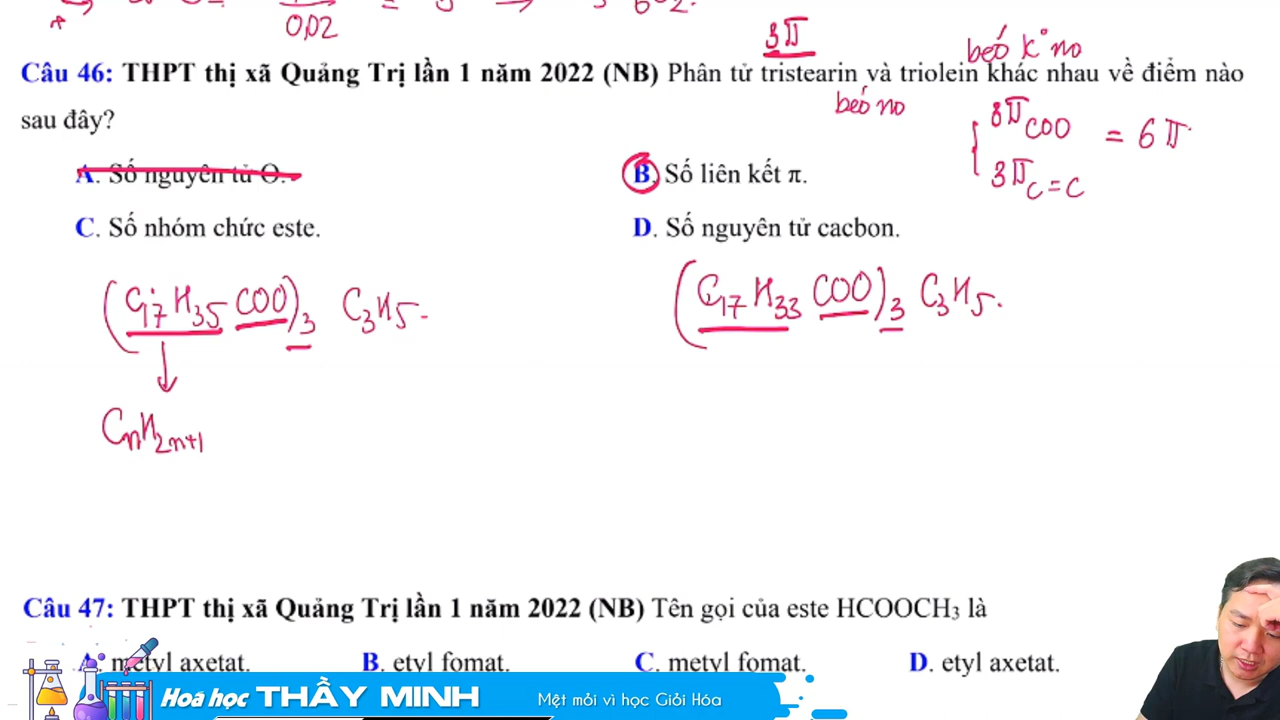 0,02
3π
béo k° no
Câu 46: THPT thị xã Quảng Trị lần 1 năm 2022 (NB) Phân tử tristearin và triolein khác nhau về điểm nào
béo no
sau đây?
3π COO = 6π
3π C=C
A. Số nguyên tử O.
B. Số liên kết π.
C. Số nhóm chức este.
D. Số nguyên tử cacbon.
(C17H35COO)3 C3H5.
(C17H33COO)3 C3H5.
CnH2n+1
Câu 47: THPT thị xã Quảng Trị lần 1 năm 2022 (NB) Tên gọi của este HCOOCH₃ là
A. metyl axetat.
B. etyl fomat.
C. metyl fomat.
D. etyl axetat.
Hoá học THẦY MINH
Mệt mỏi vì học Giỏi Hóa